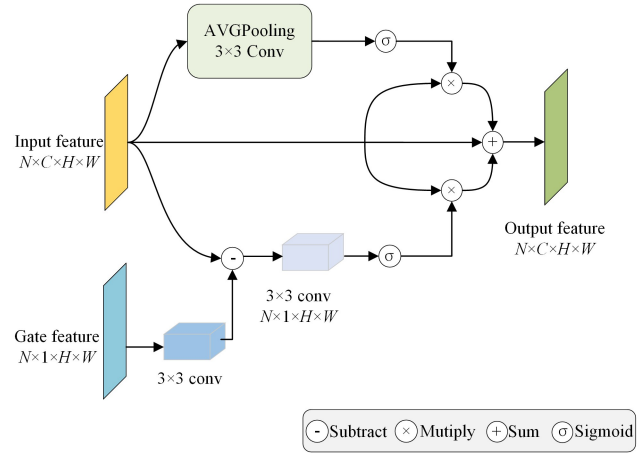 AVGPooling
3×3 Conv
σ
×
Input feature
N×C×H×W
+
×
Output feature
N×C×H×W
-
σ
3×3 conv
N×1×H×W
Gate feature
N×1×H×W
3×3 conv
- Subtract × Mutiply + Sum σ Sigmoid